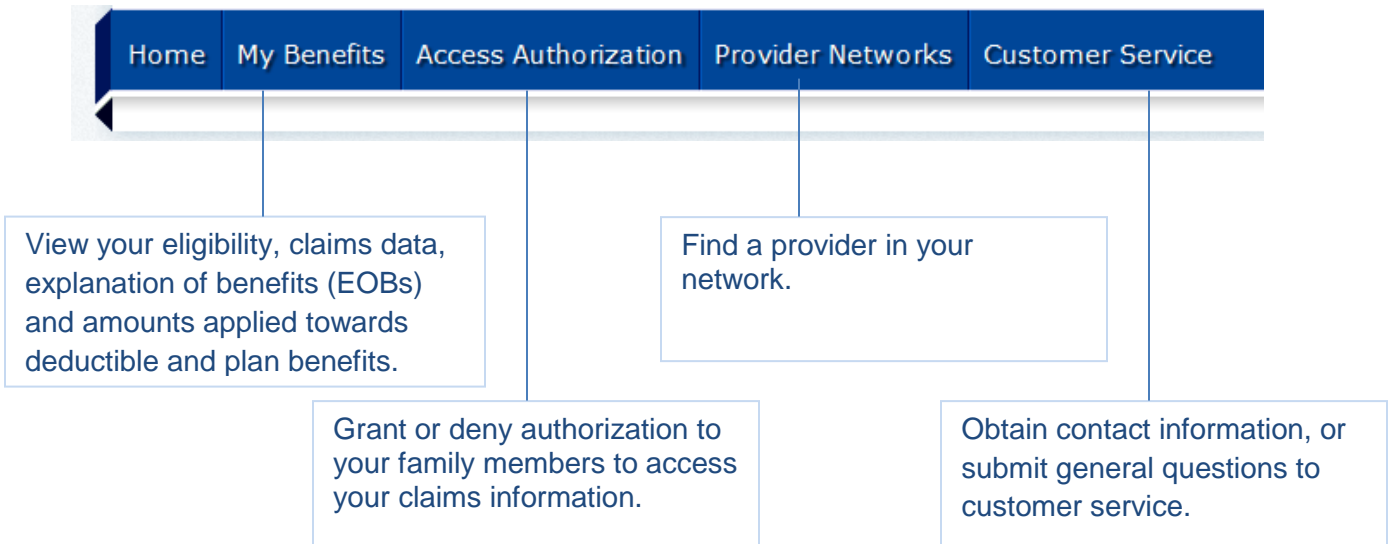 Home My Benefits Access Authorization Provider Networks Customer Service
View your eligibility, claims data,
explanation of benefits (EOBs)
and amounts applied towards
deductible and plan benefits.
Find a provider in your
network.
Grant or deny authorization to
your family members to access
your claims information.
Obtain contact information, or
submit general questions to
customer service.